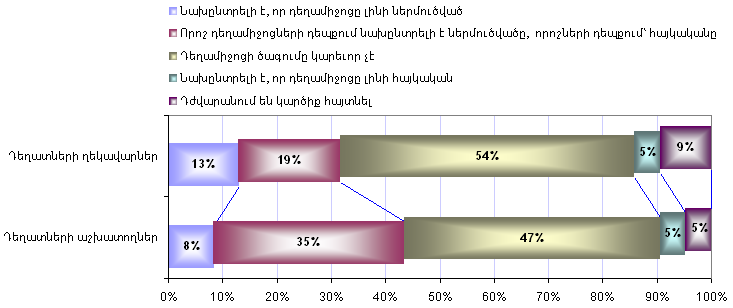 Նախընտրելի է, որ դեղամիջոցը լինի ներմուծված
Որոշ դեղամիջոցների դեպքում նախընտրելի է ներմուծվածը, որոշների դեպքում՝ հայկականը
Դեղամիջոցի ծագումը կարեւոր չէ
Նախընտրելի է, որ դեղամիջոցը լինի հայկական
Դժվարանում են կարծիք հայտնել
Դեղատների ղեկավարներ
13% 19% 54% 5% 9%
Դեղատների աշխատողներ
8% 35% 47% 5% 5%
0% 10% 20% 30% 40% 50% 60% 70% 80% 90% 100%